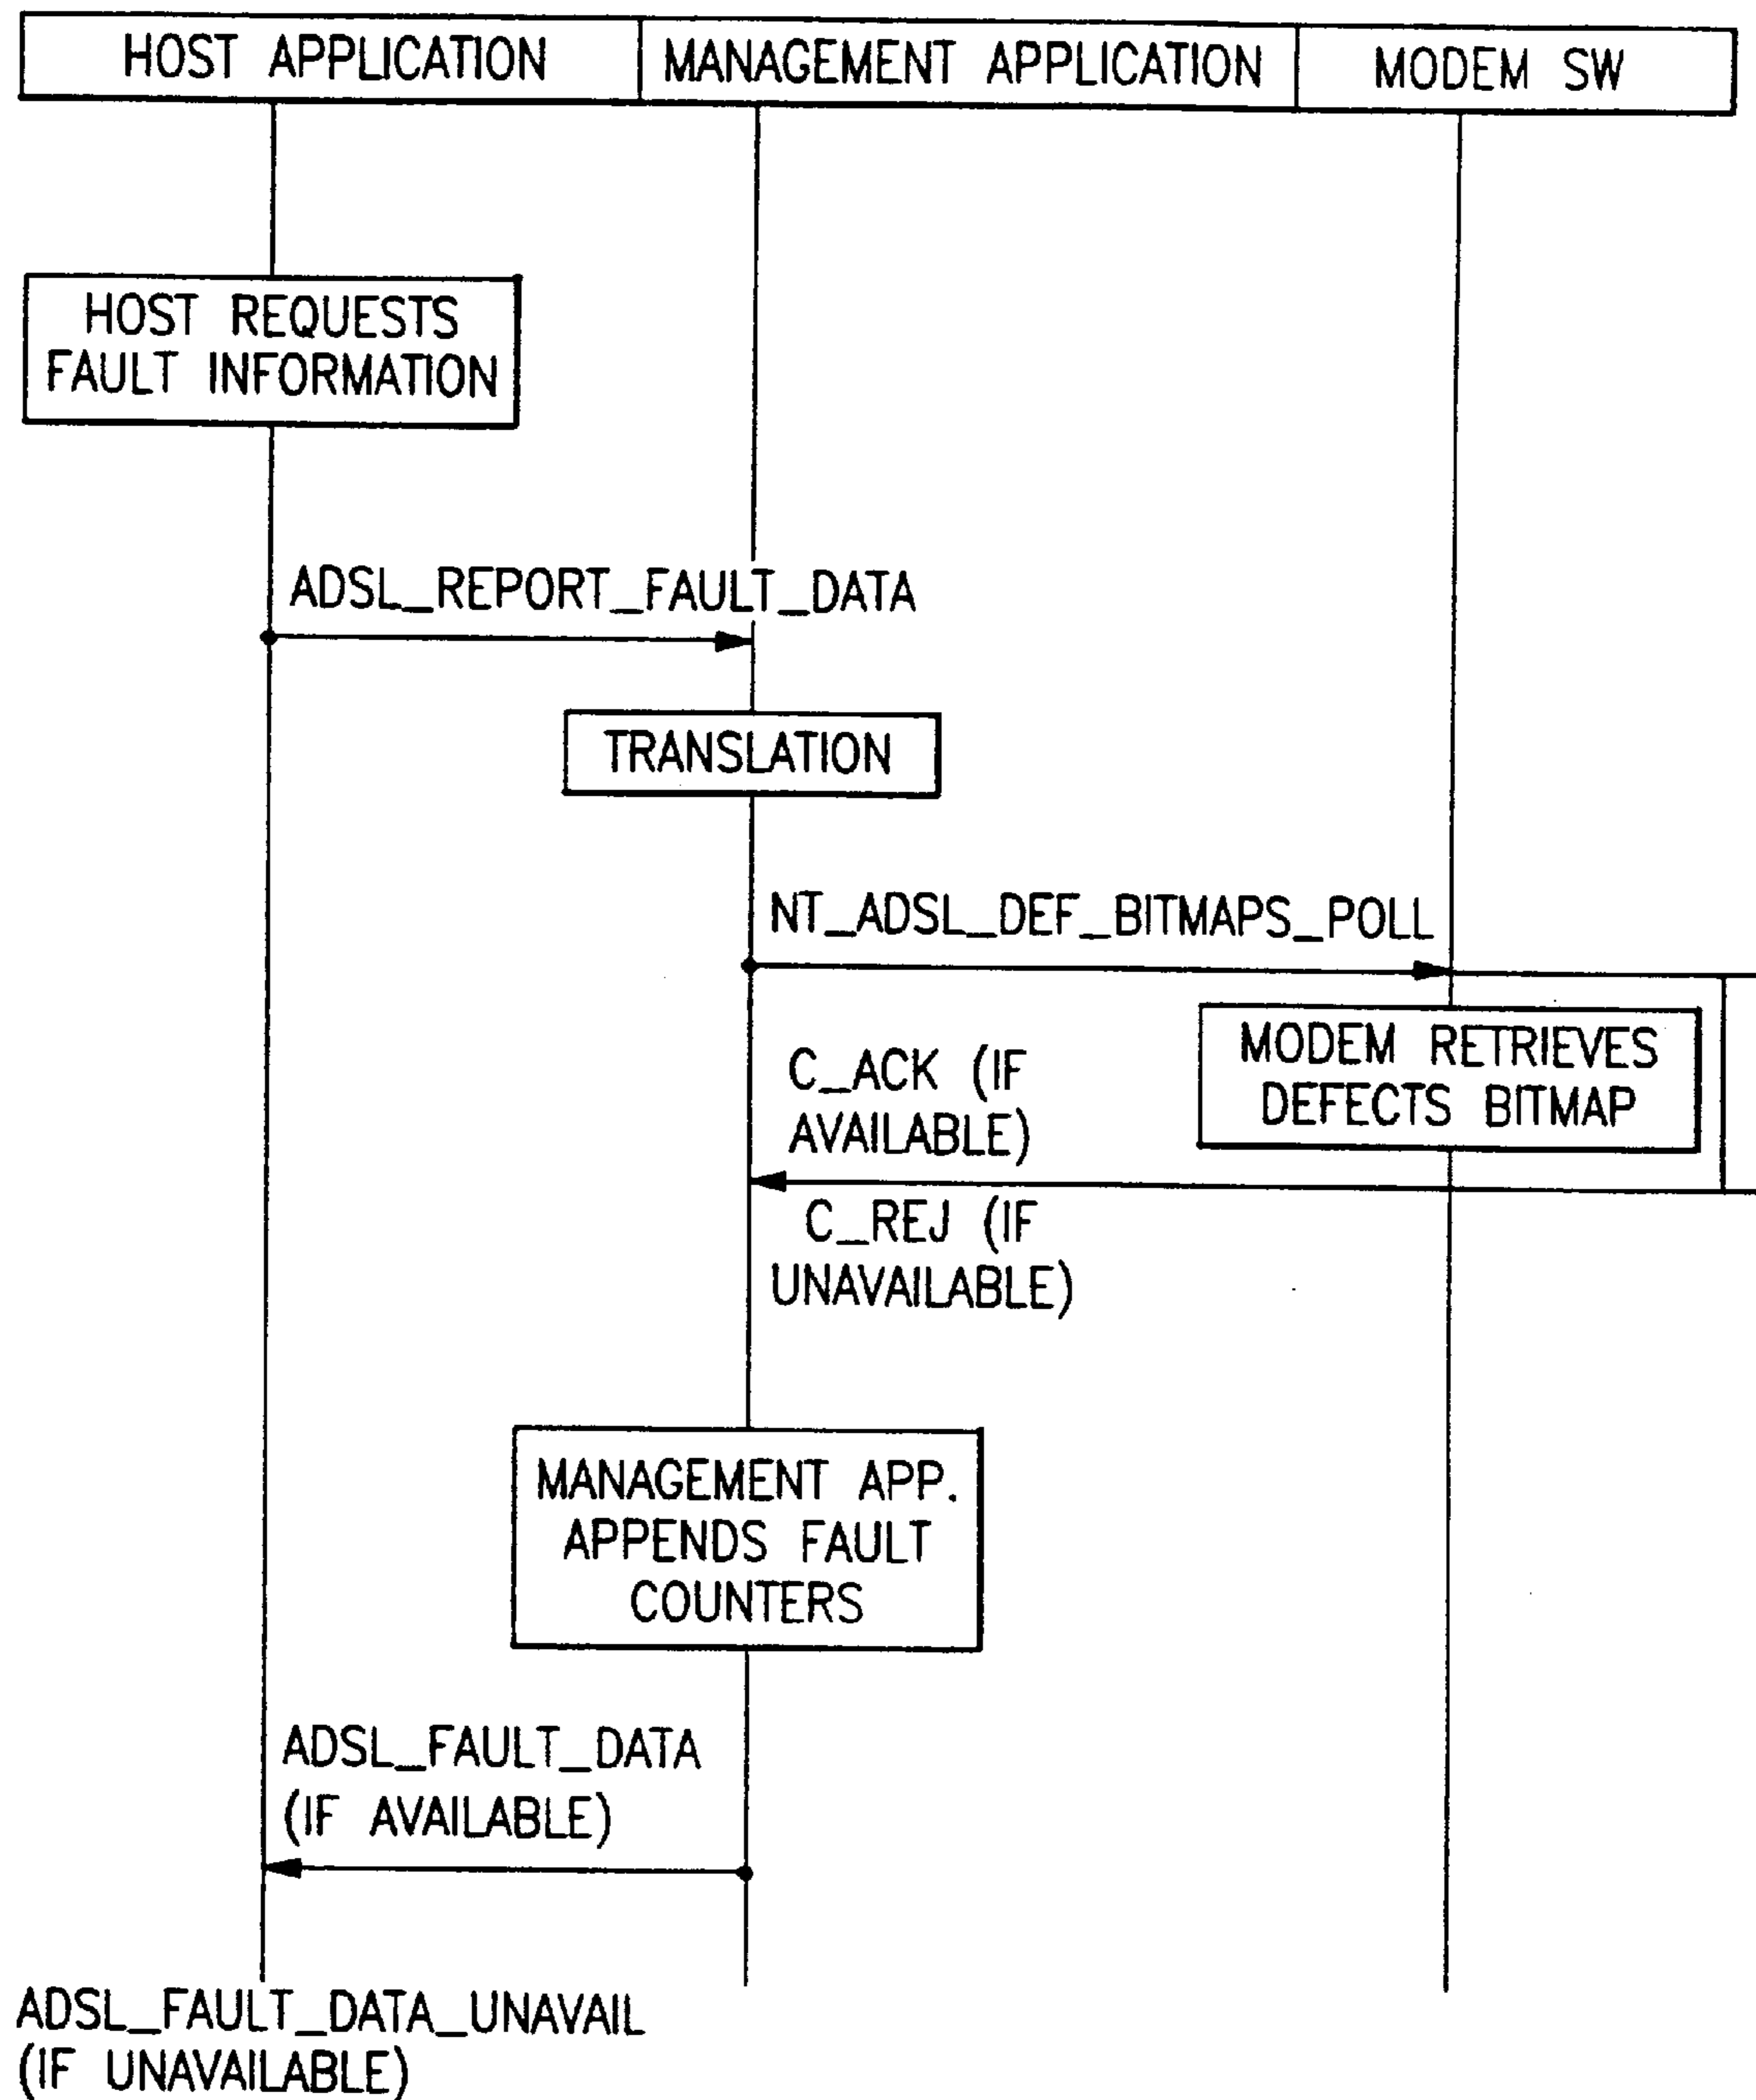 HOST APPLICATION
MANAGEMENT APPLICATION
MODEM SW
HOST REQUESTS
FAULT INFORMATION
ADSL_REPORT_FAULT_DATA
TRANSLATION
NT_ADSL_DEF_BITMAPS_POLL
MODEM RETRIEVES
DEFECTS BITMAP
C_ACK (IF
AVAILABLE)
C_REJ (IF
UNAVAILABLE)
MANAGEMENT APP.
APPENDS FAULT
COUNTERS
ADSL_FAULT_DATA
(IF AVAILABLE)
ADSL_FAULT_DATA_UNAVAIL
(IF UNAVAILABLE)